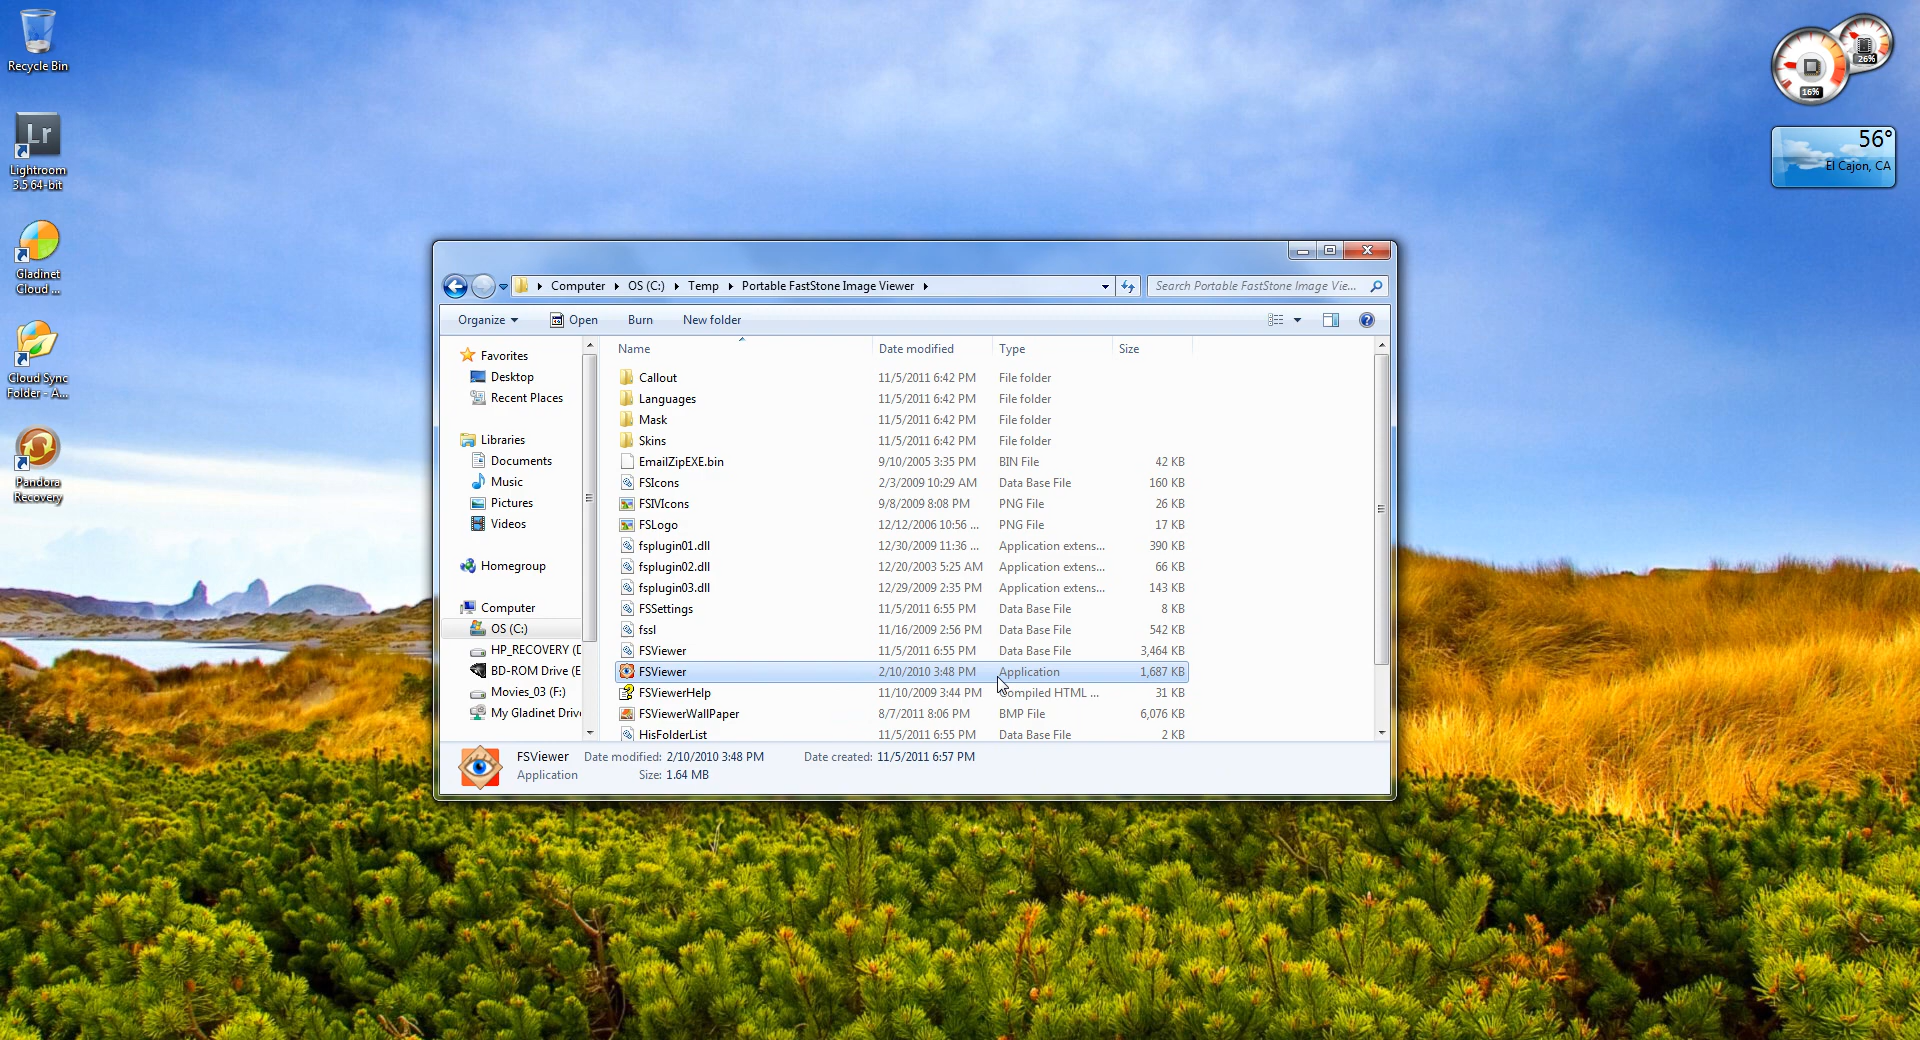 Recycle Bin
Lightroom
3.5 64-bit
Lr
Gladinet
Cloud ...
Cloud Sync
Folder - A...
Pandora
Recovery
26%
16%
56°
El Cajon, CA
Computer OS (C:) Temp Portable FastStone Image Viewer
Search Portable FastStone Image Vie...
Organize Open Burn New folder
Favorites
Desktop
Recent Places
Libraries
Documents
Music
Pictures
Videos
Homegroup
Computer
OS (C:)
HP_RECOVERY (D
BD-ROM Drive (E
Movies_03 (F:)
My Gladinet Drive
Name Date modified Type Size
Callout 11/5/2011 6:42 PM File folder
Languages 11/5/2011 6:42 PM File folder
Mask 11/5/2011 6:42 PM File folder
Skins 11/5/2011 6:42 PM File folder
EmailZipEXE.bin 9/10/2005 3:35 PM BIN File 42 KB
FSIcons 2/3/2009 10:29 AM Data Base File 160 KB
FSIVIcons 9/8/2009 8:08 PM PNG File 26 KB
FSLogo 12/12/2006 10:56 ... PNG File 17 KB
fsplugin01.dll 12/30/2009 11:36 ... Application extens... 390 KB
fsplugin02.dll 12/20/2003 5:25 AM Application extens... 66 KB
fsplugin03.dll 12/29/2009 2:35 PM Application extens... 143 KB
FSSettings 11/5/2011 6:55 PM Data Base File 8 KB
fssl 11/16/2009 2:56 PM Data Base File 542 KB
FSViewer 11/5/2011 6:55 PM Data Base File 3,464 KB
FSViewer 2/10/2010 3:48 PM Application 1,687 KB
FSViewerHelp 11/10/2009 3:44 PM Compiled HTML ... 31 KB
FSViewerWallPaper 8/7/2011 8:06 PM BMP File 6,076 KB
HisFolderList 11/5/2011 6:55 PM Data Base File 2 KB
FSViewer Date modified: 2/10/2010 3:48 PM Date created: 11/5/2011 6:57 PM
Application Size: 1.64 MB